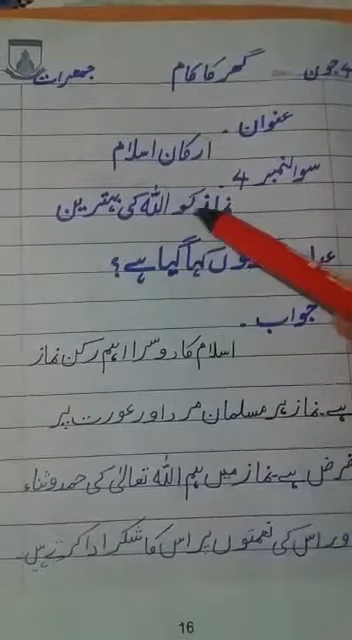 4 جون گھر کا کام جمعرات
عنوان۔
ارکان اسلام
سوالنمبر 4۔
نماز کو اللہ کی بہترین
کہا گیا ہے؟
جواب۔
اسلام کا دوسرا اہم رکن نماز
ہے۔ نماز ہر مسلمان مرد اور عورت پر
فرض ہے۔ نماز میں ہم اللہ تعالیٰ کی حمد و ثناء
اور اس کی نعمتوں پر اس کا شکر ادا کرتے ہیں۔
16